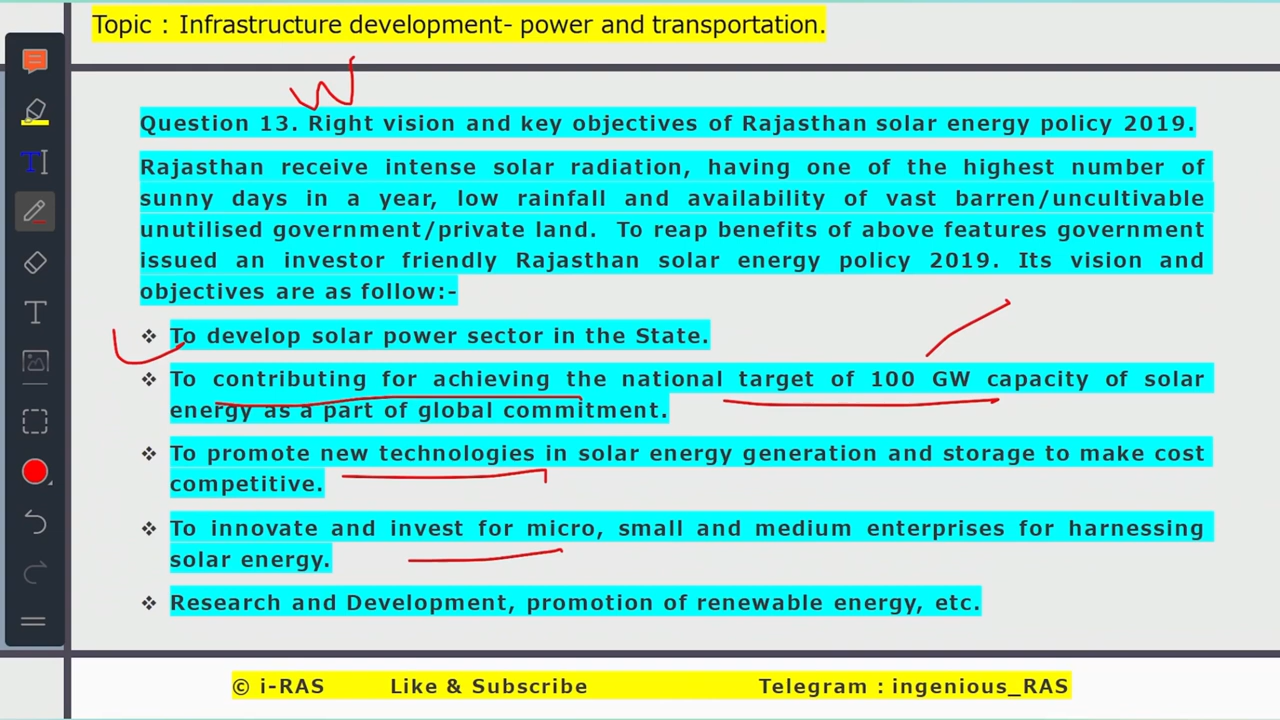 Topic : Infrastructure development- power and transportation.
W
Question 13. Right vision and key objectives of Rajasthan solar energy policy 2019.
Rajasthan receive intense solar radiation, having one of the highest number of
sunny days in a year, low rainfall and availability of vast barren/uncultivable
unutilised government/private land. To reap benefits of above features government
issued an investor friendly Rajasthan solar energy policy 2019. Its vision and
objectives are as follow:-
❖ To develop solar power sector in the State.
❖ To contributing for achieving the national target of 100 GW capacity of solar
energy as a part of global commitment.
❖ To promote new technologies in solar energy generation and storage to make cost
competitive.
❖ To innovate and invest for micro, small and medium enterprises for harnessing
solar energy.
❖ Research and Development, promotion of renewable energy, etc.
© i-RAS Like & Subscribe Telegram : ingenious_RAS